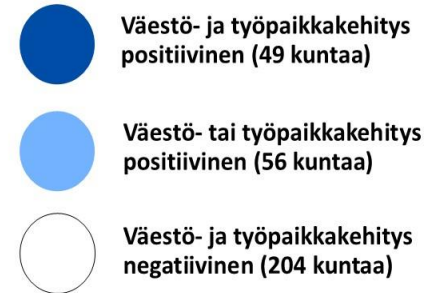 Väestö- ja työpaikkakehitys
positiivinen (49 kuntaa)
Väestö- tai työpaikkakehitys
positiivinen (56 kuntaa)
Väestö- ja työpaikkakehitys
negatiivinen (204 kuntaa)